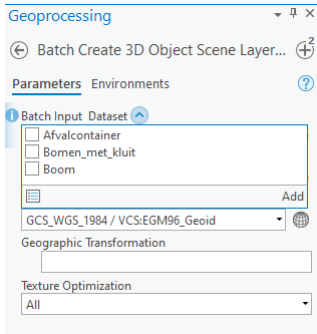 Geoprocessing
Batch Create 3D Object Scene Layer...
2
Parameters Environments
Batch Input Dataset
Afvalcontainer
Bomen_met_kluit
Boom
Add
GCS_WGS_1984 / VCS:EGM96_Geoid
Geographic Transformation
Texture Optimization
All